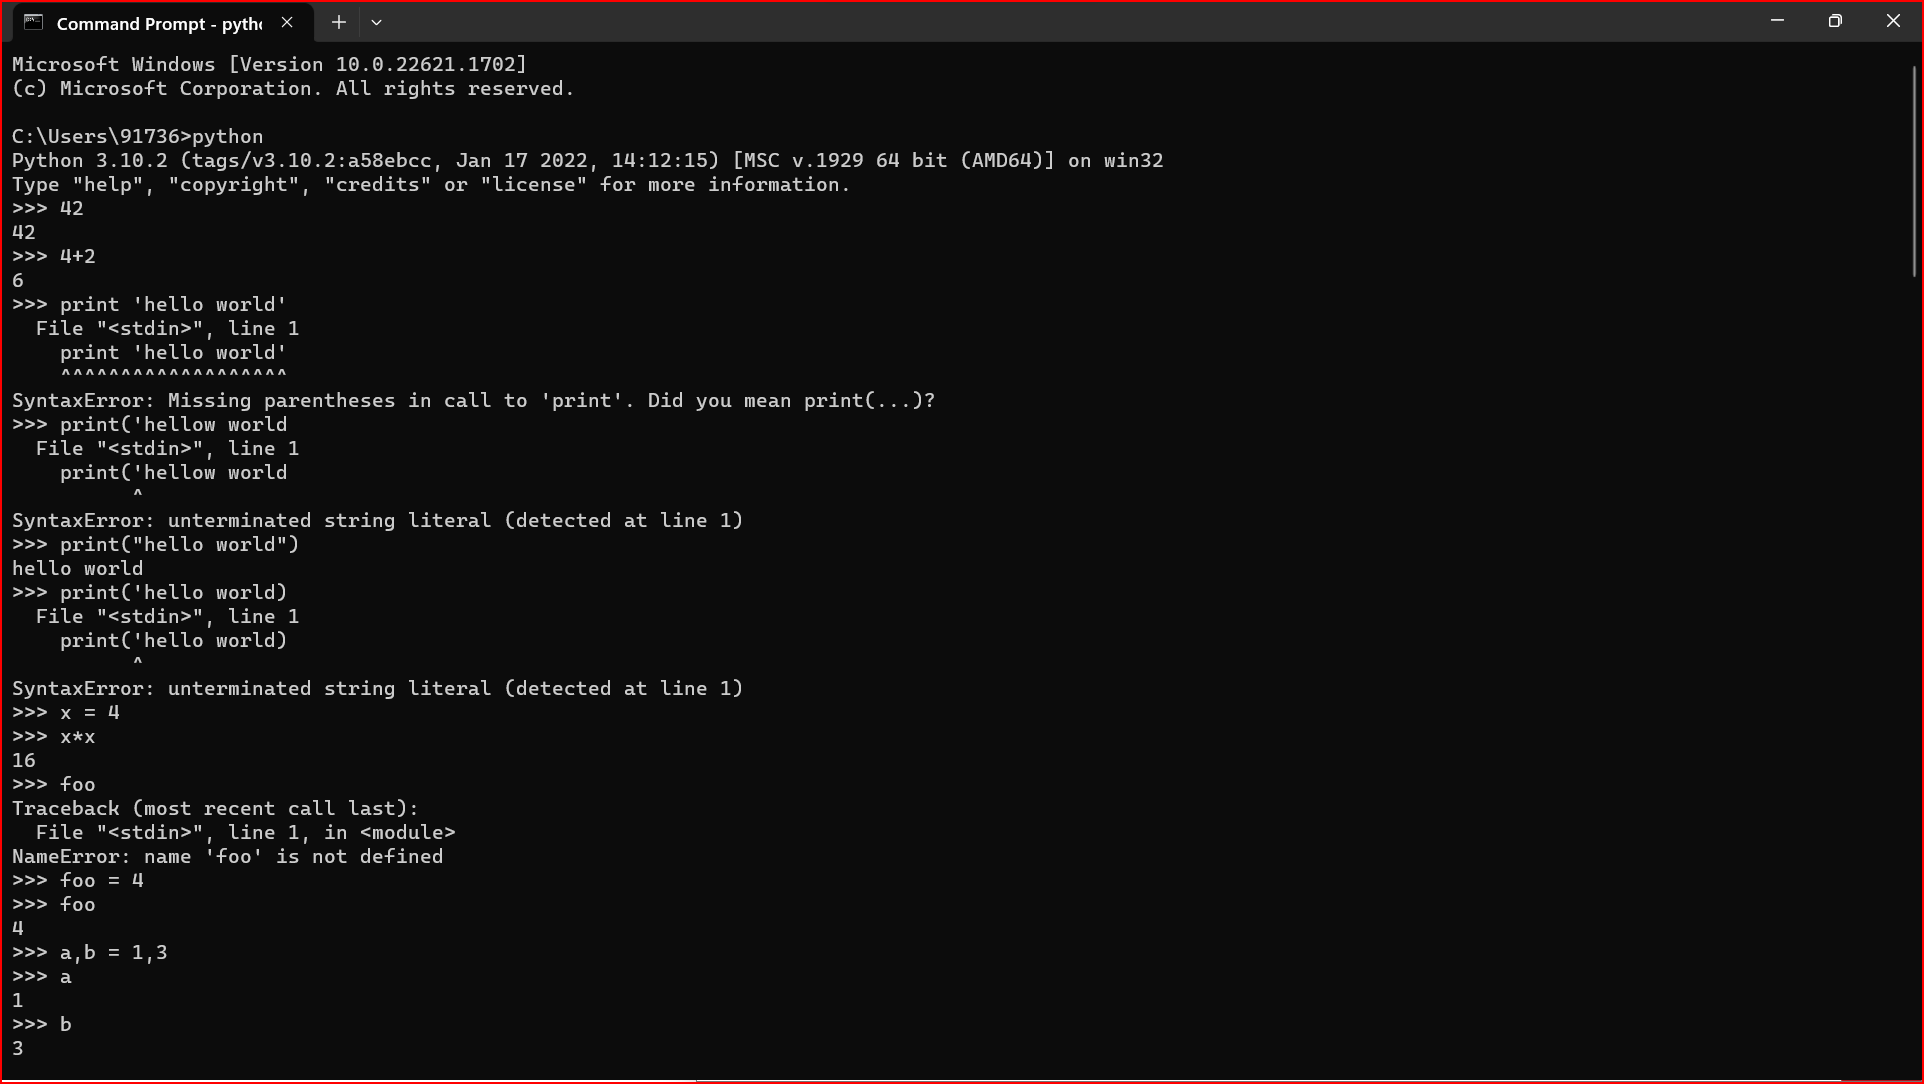 Command Prompt - pyth
Microsoft Windows [Version 10.0.22621.1702]
(c) Microsoft Corporation. All rights reserved.

C:\Users\91736>python
Python 3.10.2 (tags/v3.10.2:a58ebcc, Jan 17 2022, 14:12:15) [MSC v.1929 64 bit (AMD64)] on win32
Type "help", "copyright", "credits" or "license" for more information.
>>> 42
42
>>> 4+2
6
>>> print 'hello world'
  File "<stdin>", line 1
    print 'hello world'
    ^^^^^^^^^^^^^^^^^^^
SyntaxError: Missing parentheses in call to 'print'. Did you mean print(...)?
>>> print('hellow world
  File "<stdin>", line 1
    print('hellow world
          ^
SyntaxError: unterminated string literal (detected at line 1)
>>> print("hello world")
hello world
>>> print('hello world)
  File "<stdin>", line 1
    print('hello world)
          ^
SyntaxError: unterminated string literal (detected at line 1)
>>> x = 4
>>> x*x
16
>>> foo
Traceback (most recent call last):
  File "<stdin>", line 1, in <module>
NameError: name 'foo' is not defined
>>> foo = 4
>>> foo
4
>>> a,b = 1,3
>>> a
1
>>> b
3